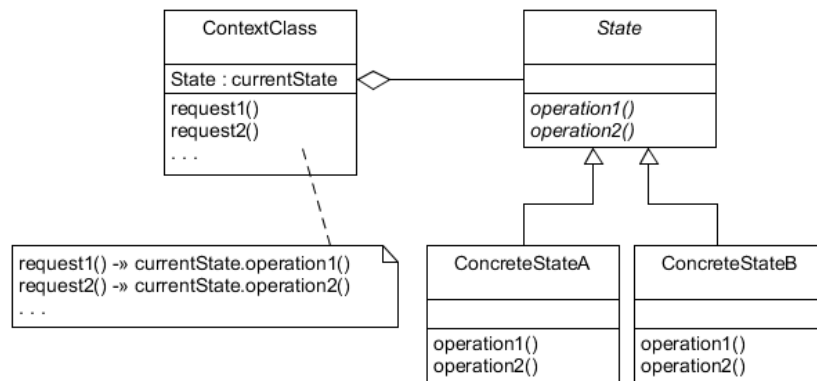 ContextClass
State : currentState
request1()
request2()
. . .
State
operation1()
operation2()
request1() -» currentState.operation1()
request2() -» currentState.operation2()
. . .
ConcreteStateA
operation1()
operation2()
ConcreteStateB
operation1()
operation2()